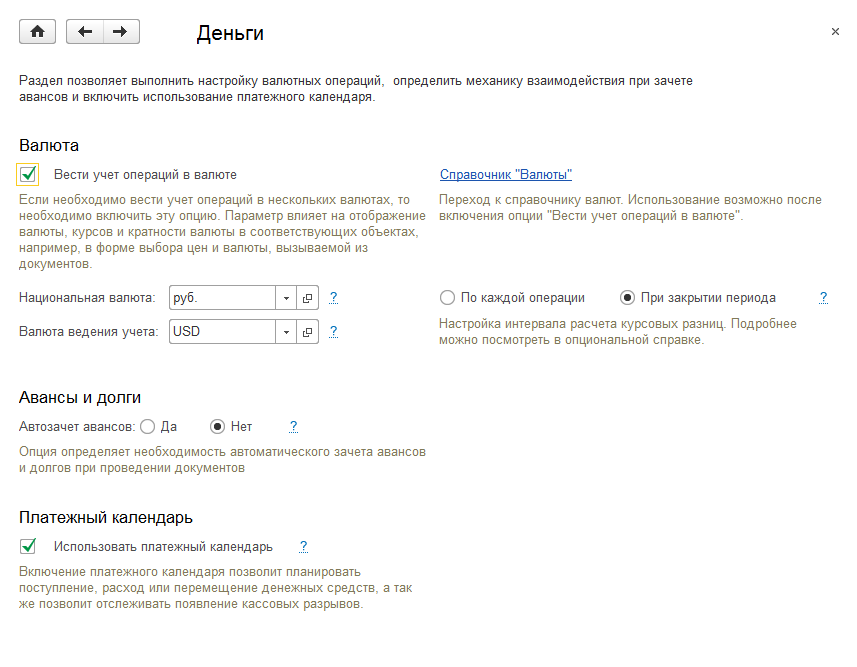 Деньги
Раздел позволяет выполнить настройку валютных операций,  определить механику взаимодействия при зачете
авансов и включить использование платежного календаря.
Валюта
Вести учет операций в валюте
Если необходимо вести учет операций в нескольких валютах, то
необходимо включить эту опцию. Параметр влияет на отображение
валюты, курсов и кратности валюты в соответствующих объектах,
например, в форме выбора цен и валюты, вызываемой из
документов.
Справочник "Валюты"
Переход к справочнику валют. Использование возможно после
включения опции "Вести учет операций в валюте".
Национальная валюта: руб. ?
Валюта ведения учета: USD ?
По каждой операции При закрытии периода ?
Настройка интервала расчета курсовых разниц. Подробнее
можно посмотреть в опциональной справке.
Авансы и долги
Автозачет авансов: Да Нет ?
Опция определяет необходимость автоматического зачета авансов
и долгов при проведении документов
Платежный календарь
Использовать платежный календарь ?
Включение платежного календаря позволит планировать
поступление, расход или перемещение денежных средств, а так
же позволит отслеживать появление кассовых разрывов.